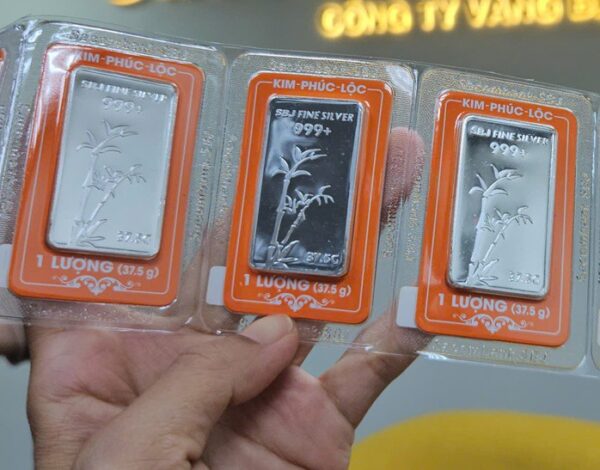 CÔNG TY VÀNG
KIM-PHÚC-LỘC
SBJ FINE SILVER
999+
37.5G
1 LƯỢNG (37.5 g)
KIM-PHÚC-LỘC
SBJ FINE SILVER
999+
37.5G
1 LƯỢNG (37.5 g)
KIM-PHÚC-LỘC
SBJ FINE SILVER
999+
37.5G
1 LƯỢNG (37.5 g)
Sacombank-SBJ